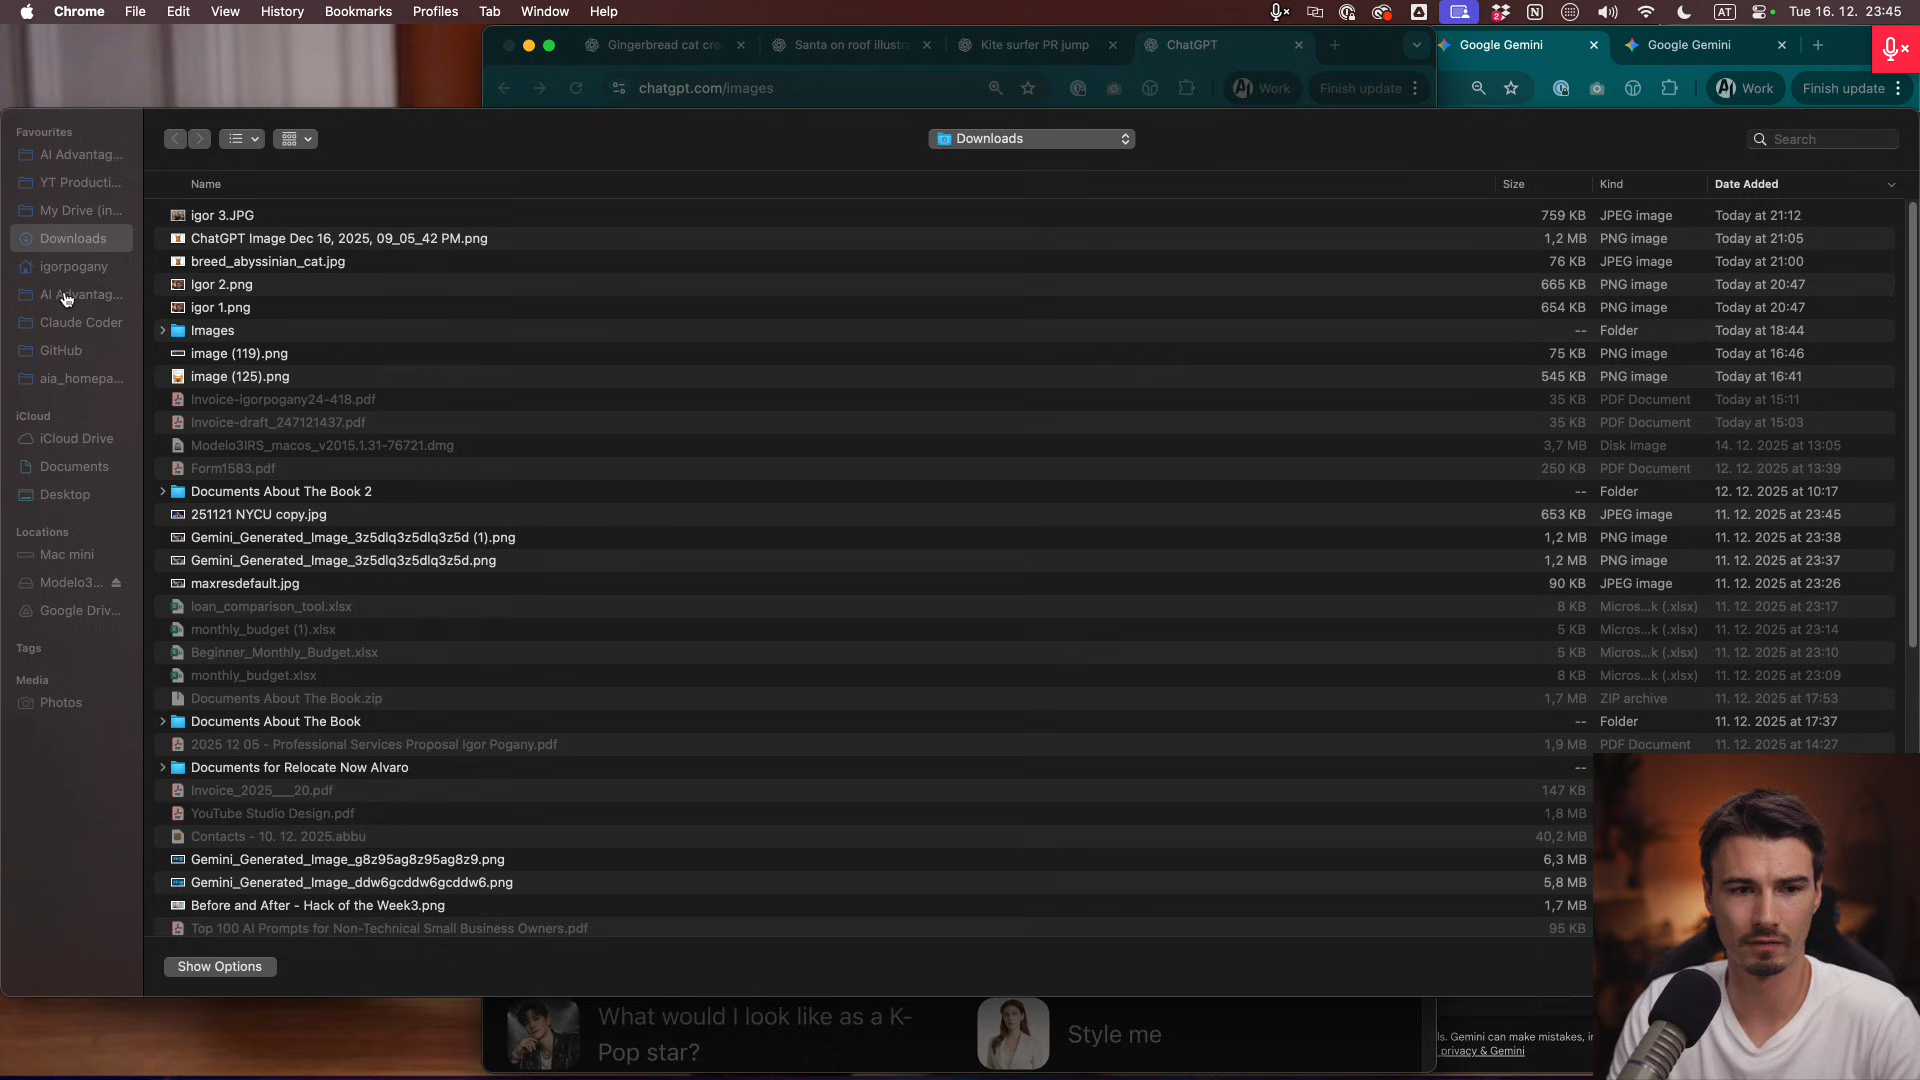 Chrome File Edit View History Bookmarks Profiles Tab Window Help
2 AT Tue 16. 12. 23:45
Gingerbread cat cre
Santa on roof illustra
Kite surfer PR jump
ChatGPT
Google Gemini
Google Gemini
chatgpt.com/images
Work
Finish update
Work
Finish update
Favourites
AI Advantag...
YT Producti...
My Drive (in...
Downloads
igorpogany
AI Advantag...
Claude Coder
GitHub
aia_homepa...
iCloud
iCloud Drive
Documents
Desktop
Locations
Mac mini
Modelo3...
Google Driv...
Tags
Media
Photos
Downloads
Search
Name Size Kind Date Added
igor 3.JPG 759 KB JPEG image Today at 21:12
ChatGPT Image Dec 16, 2025, 09_05_42 PM.png 1,2 MB PNG image Today at 21:05
breed_abyssinian_cat.jpg 76 KB JPEG image Today at 21:00
Igor 2.png 665 KB PNG image Today at 20:47
igor 1.png 654 KB PNG image Today at 20:47
Images -- Folder Today at 18:44
image (119).png 75 KB PNG image Today at 16:46
image (125).png 545 KB PNG image Today at 16:41
Invoice-igorpogany24-418.pdf 35 KB PDF Document Today at 15:11
Invoice-draft_247121437.pdf 35 KB PDF Document Today at 15:03
Modelo3IRS_macos_v2015.1.31-76721.dmg 3,7 MB Disk Image 14. 12. 2025 at 13:05
Form1583.pdf 250 KB PDF Document 12. 12. 2025 at 13:39
Documents About The Book 2 -- Folder 12. 12. 2025 at 10:17
251121 NYCU copy.jpg 653 KB JPEG image 11. 12. 2025 at 23:45
Gemini_Generated_Image_3z5dlq3z5dlq3z5d (1).png 1,2 MB PNG image 11. 12. 2025 at 23:38
Gemini_Generated_Image_3z5dlq3z5dlq3z5d.png 1,2 MB PNG image 11. 12. 2025 at 23:37
maxresdefault.jpg 90 KB JPEG image 11. 12. 2025 at 23:26
loan_comparison_tool.xlsx 8 KB Micros...k (.xlsx) 11. 12. 2025 at 23:17
monthly_budget (1).xlsx 5 KB Micros...k (.xlsx) 11. 12. 2025 at 23:14
Beginner_Monthly_Budget.xlsx 5 KB Micros...k (.xlsx) 11. 12. 2025 at 23:10
monthly_budget.xlsx 8 KB Micros...k (.xlsx) 11. 12. 2025 at 23:09
Documents About The Book.zip 1,7 MB ZIP archive 11. 12. 2025 at 17:53
Documents About The Book -- Folder 11. 12. 2025 at 17:37
2025 12 05 - Professional Services Proposal Igor Pogany.pdf 1,9 MB PDF Document 11. 12. 2025 at 14:27
Documents for Relocate Now Alvaro --
Invoice_2025___20.pdf 147 KB
YouTube Studio Design.pdf 1,8 MB
Contacts - 10. 12. 2025.abbu 40,2 MB
Gemini_Generated_Image_g8z95ag8z95ag8z9.png 6,3 MB
Gemini_Generated_Image_ddw6gcddw6gcddw6.png 5,8 MB
Before and After - Hack of the Week3.png 1,7 MB
Top 100 AI Prompts for Non-Technical Small Business Owners.pdf 95 KB
Show Options
What would I look like as a K-
Pop star?
Style me
ls. Gemini can make mistakes, in
privacy & Gemini